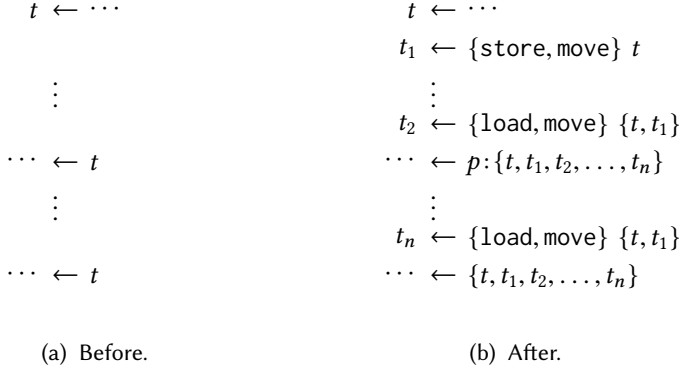 t ← ⋯
⋮
⋯ ← t
⋮
⋯ ← t
(a) Before.
t ← ⋯
t₁ ← {store, move} t
⋮
t₂ ← {load, move} {t, t₁}
⋯ ← p:{t, t₁, t₂, …, tₙ}
⋮
tₙ ← {load, move} {t, t₁}
⋯ ← {t, t₁, t₂, …, tₙ}
(b) After.